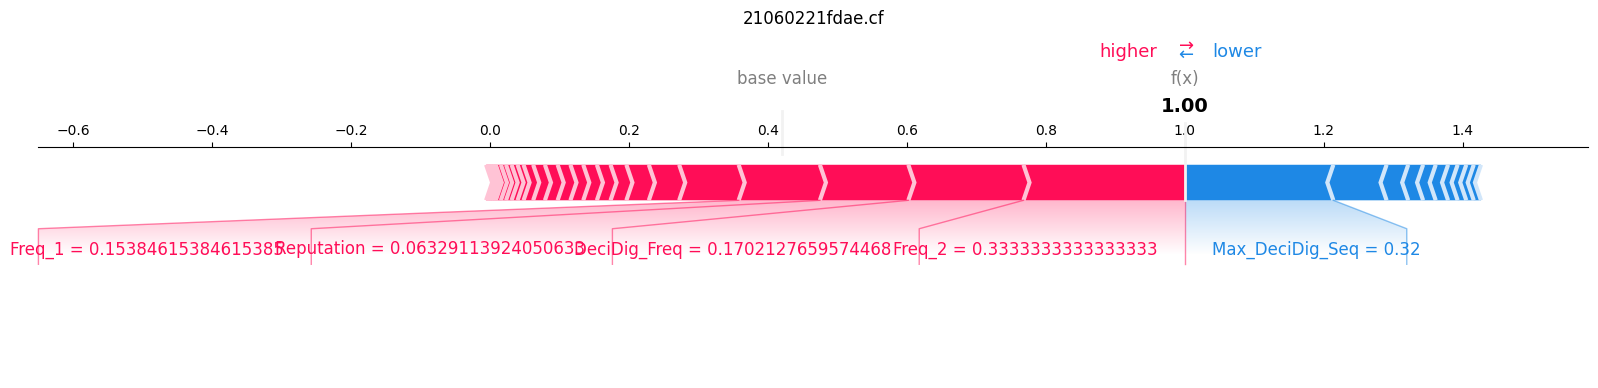 21060221fdae.cf
higher ⇄ lower
base value f(x)
1.00
−0.6 −0.4 −0.2 0.0 0.2 0.4 0.6 0.8 1.0 1.2 1.4
Freq_1 = 0.15384615384615385 Reputation = 0.0632911392405063 DeciDig_Freq = 0.1702127659574468 Freq_2 = 0.3333333333333333 Max_DeciDig_Seq = 0.32